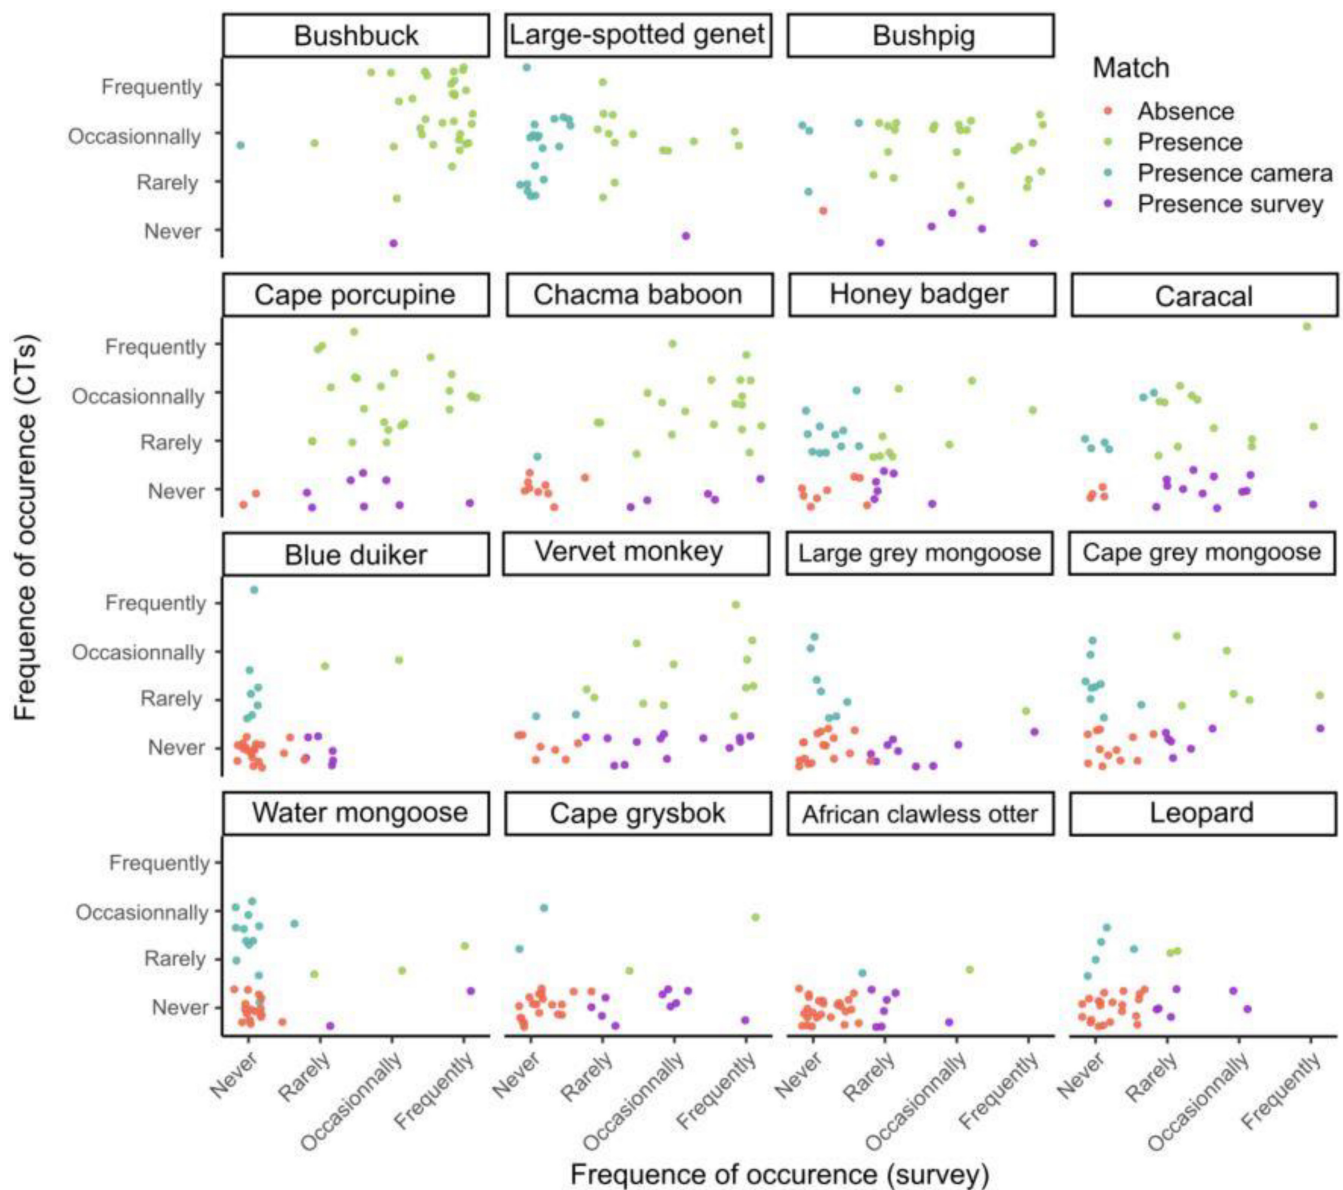 Bushbuck
Large-spotted genet
Bushpig
Match
Absence
Presence
Presence camera
Presence survey
Frequently
Occasionnally
Rarely
Never
Cape porcupine
Chacma baboon
Honey badger
Caracal
Frequently
Occasionnally
Rarely
Never
Blue duiker
Vervet monkey
Large grey mongoose
Cape grey mongoose
Frequently
Occasionnally
Rarely
Never
Water mongoose
Cape grysbok
African clawless otter
Leopard
Frequently
Occasionnally
Rarely
Never
Frequence of occurence (CTs)
Never
Rarely
Occasionnally
Frequently
Never
Rarely
Occasionnally
Frequently
Never
Rarely
Occasionnally
Frequently
Never
Rarely
Occasionnally
Frequently
Frequence of occurence (survey)